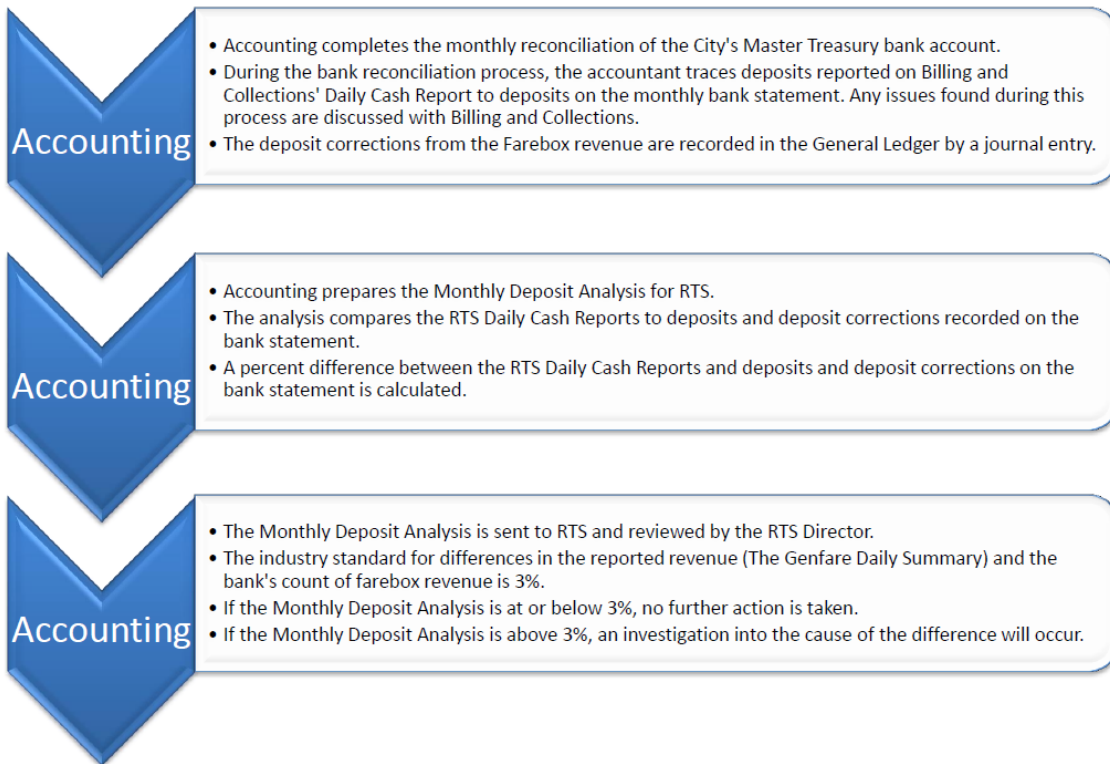 Accounting
• Accounting completes the monthly reconciliation of the City's Master Treasury bank account.
• During the bank reconciliation process, the accountant traces deposits reported on Billing and
Collections' Daily Cash Report to deposits on the monthly bank statement. Any issues found during this
process are discussed with Billing and Collections.
• The deposit corrections from the Farebox revenue are recorded in the General Ledger by a journal entry.
Accounting
• Accounting prepares the Monthly Deposit Analysis for RTS.
• The analysis compares the RTS Daily Cash Reports to deposits and deposit corrections recorded on the
bank statement.
• A percent difference between the RTS Daily Cash Reports and deposits and deposit corrections on the
bank statement is calculated.
Accounting
• The Monthly Deposit Analysis is sent to RTS and reviewed by the RTS Director.
• The industry standard for differences in the reported revenue (The Genfare Daily Summary) and the
bank's count of farebox revenue is 3%.
• If the Monthly Deposit Analysis is at or below 3%, no further action is taken.
• If the Monthly Deposit Analysis is above 3%, an investigation into the cause of the difference will occur.